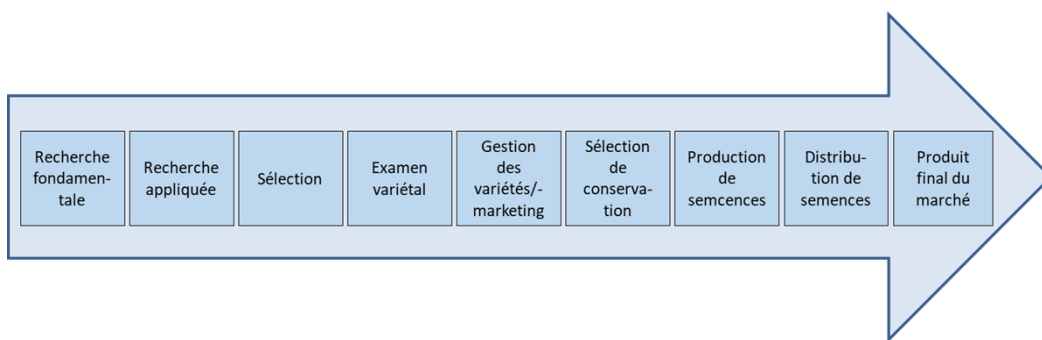 Recherche
fondamen-
tale
Recherche
appliquée
Sélection
Examen
variétal
Gestion
des
variétés/-
marketing
Sélection
de
conserva-
tion
Production
de
semcences
Distribu-
tion de
semences
Produit
final du
marché